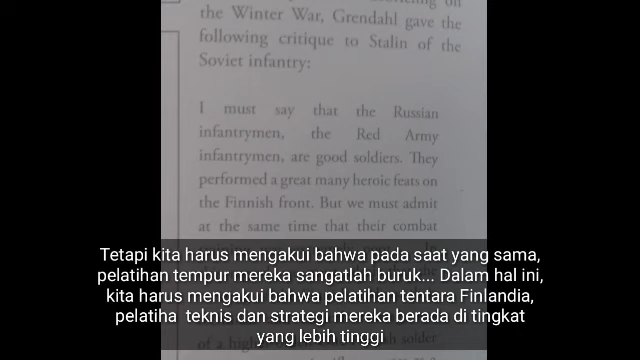 the Winter War, Grendahl gave the
following critique to Stalin of the
Soviet infantry:
I must say that the Russian
infantrymen, the Red Army
infantrymen, are good soldiers. They
performed a great many heroic feats on
the Finnish front. But we must admit
at the same time that their combat
Tetapi kita harus mengakui bahwa pada saat yang sama,
pelatihan tempur mereka sangatlah buruk... Dalam hal ini,
kita harus mengakui bahwa pelatihan tentara Finlandia,
pelatiha teknis dan strategi mereka berada di tingkat
yang lebih tinggi